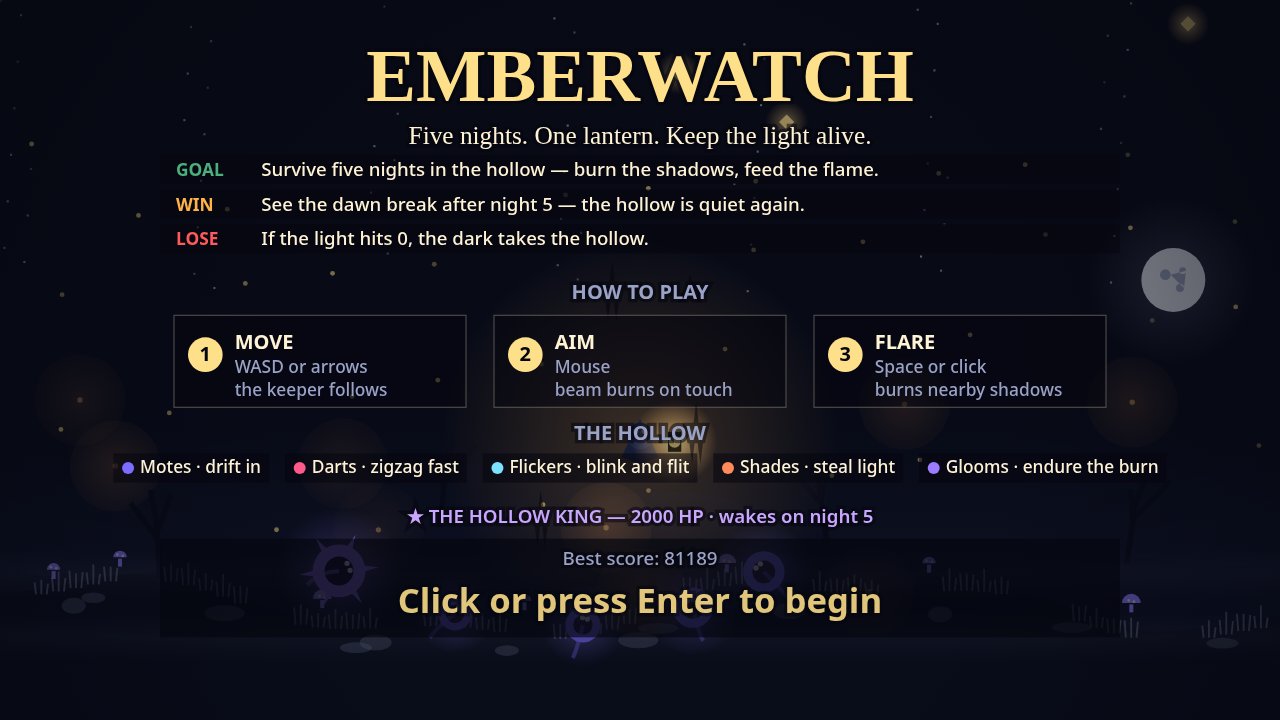 EMBERWATCH
Five nights. One lantern. Keep the light alive.
GOAL Survive five nights in the hollow — burn the shadows, feed the flame.
WIN See the dawn break after night 5 — the hollow is quiet again.
LOSE If the light hits 0, the dark takes the hollow.
HOW TO PLAY
1 MOVE
WASD or arrows
the keeper follows
2 AIM
Mouse
beam burns on touch
3 FLARE
Space or click
burns nearby shadows
THE HOLLOW
Motes · drift in
Darts · zigzag fast
Flickers · blink and flit
Shades · steal light
Glooms · endure the burn
★ THE HOLLOW KING — 2000 HP · wakes on night 5
Best score: 81189
Click or press Enter to begin